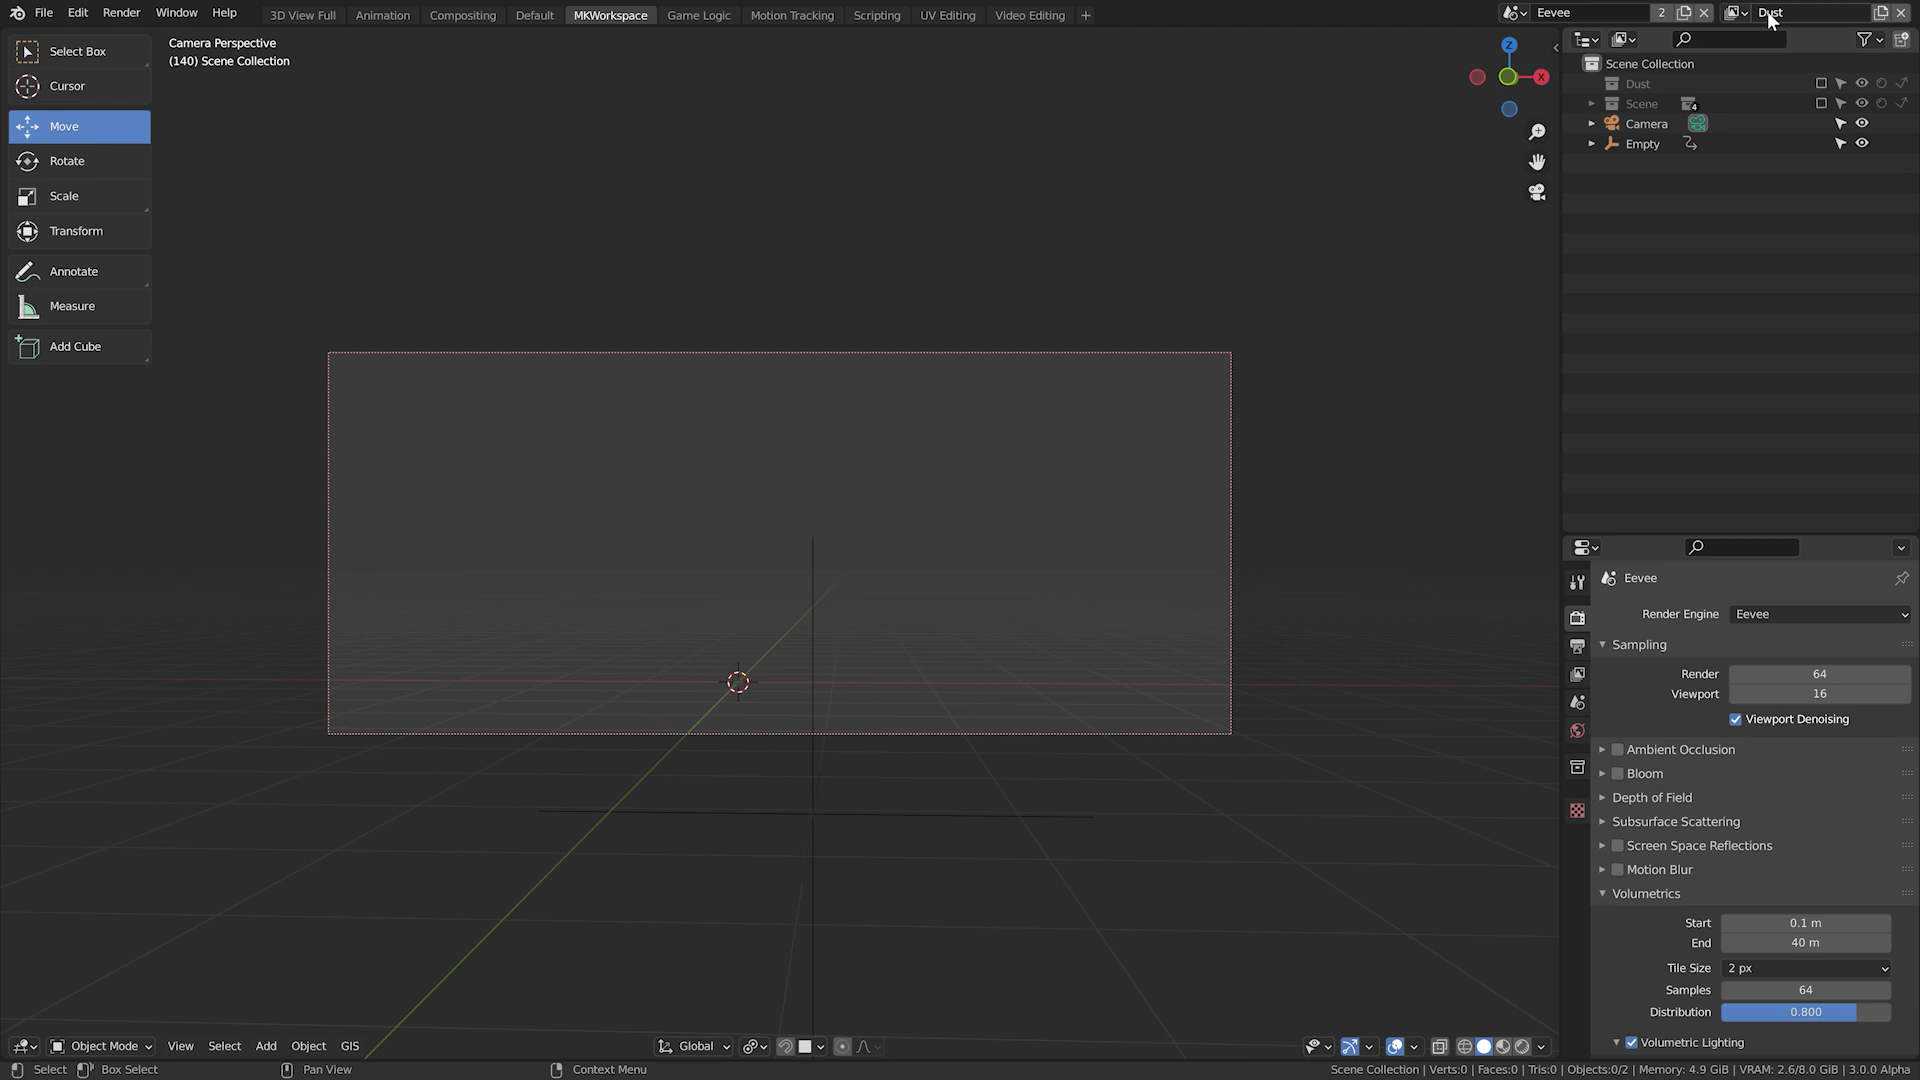 File Edit Render Window Help 3D View Full Animation Compositing Default MKWorkspace Game Logic Motion Tracking Scripting UV Editing Video Editing + Eevee 2 Dust
Camera Perspective
(140) Scene Collection
Select Box
Cursor
Move
Rotate
Scale
Transform
Annotate
Measure
Add Cube
Z
X
Scene Collection
Dust
Scene 4
Camera
Empty
Eevee
Render Engine Eevee
Sampling
Render 64
Viewport 16
Viewport Denoising
Ambient Occlusion
Bloom
Depth of Field
Subsurface Scattering
Screen Space Reflections
Motion Blur
Volumetrics
Start 0.1 m
End 40 m
Tile Size 2 px
Samples 64
Distribution 0.800
Volumetric Lighting
Object Mode View Select Add Object GIS Global
Select Box Select Pan View Context Menu Scene Collection | Verts:0 | Faces:0 | Tris:0 | Objects:0/2 | Memory: 4.9 GiB | VRAM: 2.6/8.0 GiB | 3.0.0 Alpha